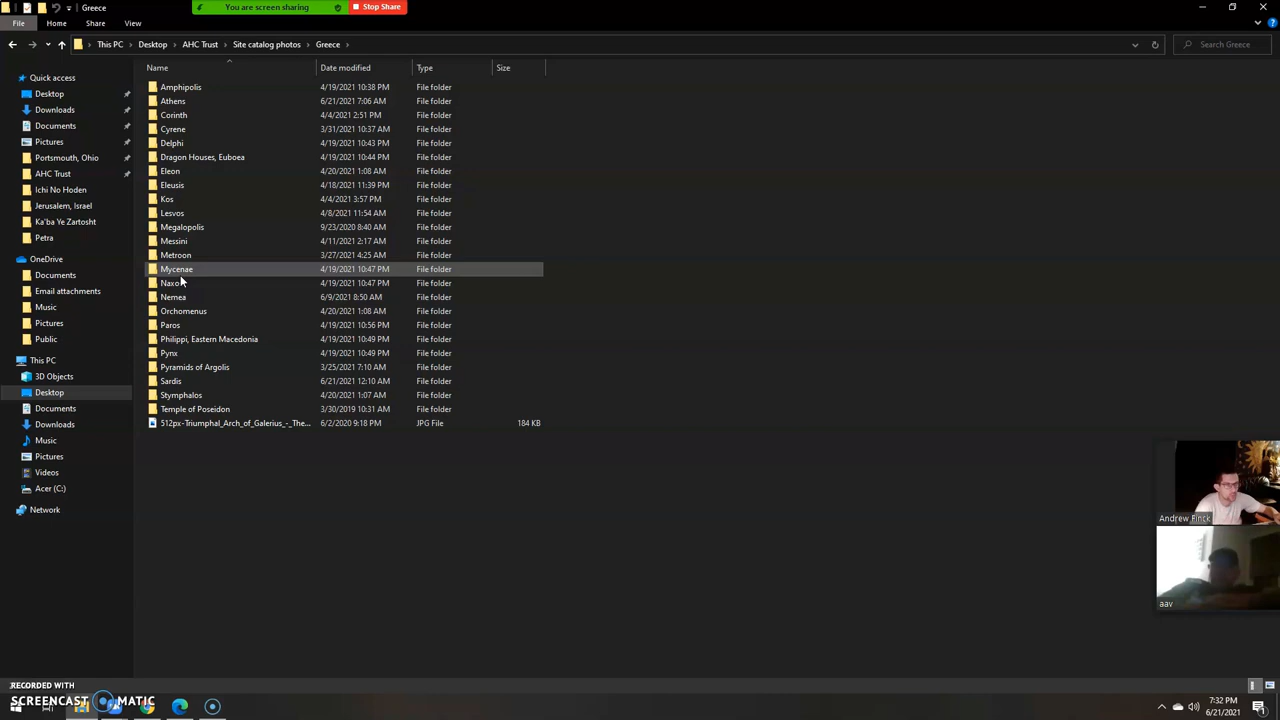 Greece
You are screen sharing
Stop Share
File
Home
Share
View
This PC
Desktop
AHC Trust
Site catalog photos
Greece
Search Greece
Name
Date modified
Type
Size
Quick access
Desktop
Downloads
Documents
Pictures
Portsmouth, Ohio
AHC Trust
Ichi No Hoden
Jerusalem, Israel
Ka'ba Ye Zartosht
Petra
OneDrive
Documents
Email attachments
Music
Pictures
Public
This PC
3D Objects
Desktop
Documents
Downloads
Music
Pictures
Videos
Acer (C:)
Network
Amphipolis 4/19/2021 10:38 PM File folder
Athens 6/21/2021 7:06 AM File folder
Corinth 4/4/2021 2:51 PM File folder
Cyrene 3/31/2021 10:37 AM File folder
Delphi 4/19/2021 10:43 PM File folder
Dragon Houses, Euboea 4/19/2021 10:44 PM File folder
Eleon 4/20/2021 1:08 AM File folder
Eleusis 4/18/2021 11:39 PM File folder
Kos 4/4/2021 3:57 PM File folder
Lesvos 4/8/2021 11:54 AM File folder
Megalopolis 9/23/2020 8:40 AM File folder
Messini 4/11/2021 2:17 AM File folder
Metroon 3/27/2021 4:25 AM File folder
Mycenae 4/19/2021 10:47 PM File folder
Naxo 4/19/2021 10:47 PM File folder
Nemea 6/9/2021 8:50 AM File folder
Orchomenus 4/20/2021 1:08 AM File folder
Paros 4/19/2021 10:56 PM File folder
Philippi, Eastern Macedonia 4/19/2021 10:49 PM File folder
Pynx 4/19/2021 10:49 PM File folder
Pyramids of Argolis 3/25/2021 7:10 AM File folder
Sardis 6/21/2021 12:10 AM File folder
Stymphalos 4/20/2021 1:07 AM File folder
Temple of Poseidon 3/30/2019 10:31 AM File folder
512px-Triumphal_Arch_of_Galerius_-_The... 6/2/2020 9:18 PM JPG File 184 KB
Andrew Finck
aav
RECORDED WITH
SCREENCAST MATIC
7:32 PM
6/21/2021
1